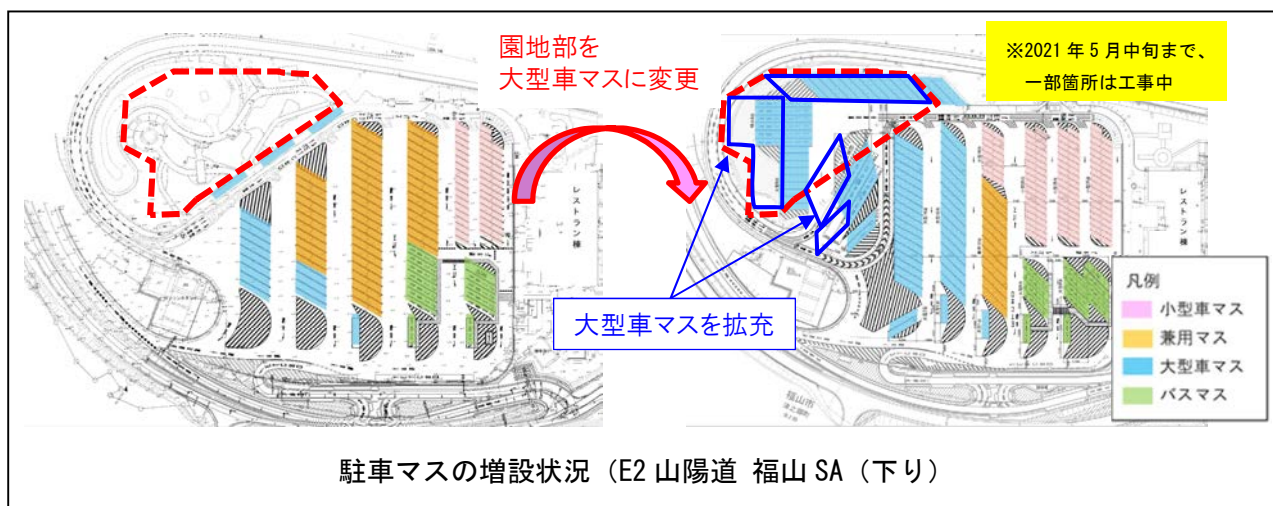 園地部を
大型車マスに変更
※2021年5月中旬まで、
一部箇所は工事中
レストラン棟
レストラン棟
大型車マスを拡充
凡例
小型車マス
兼用マス
大型車マス
バスマス
福山市
駐車マスの増設状況（E2 山陽道 福山 SA（下り）